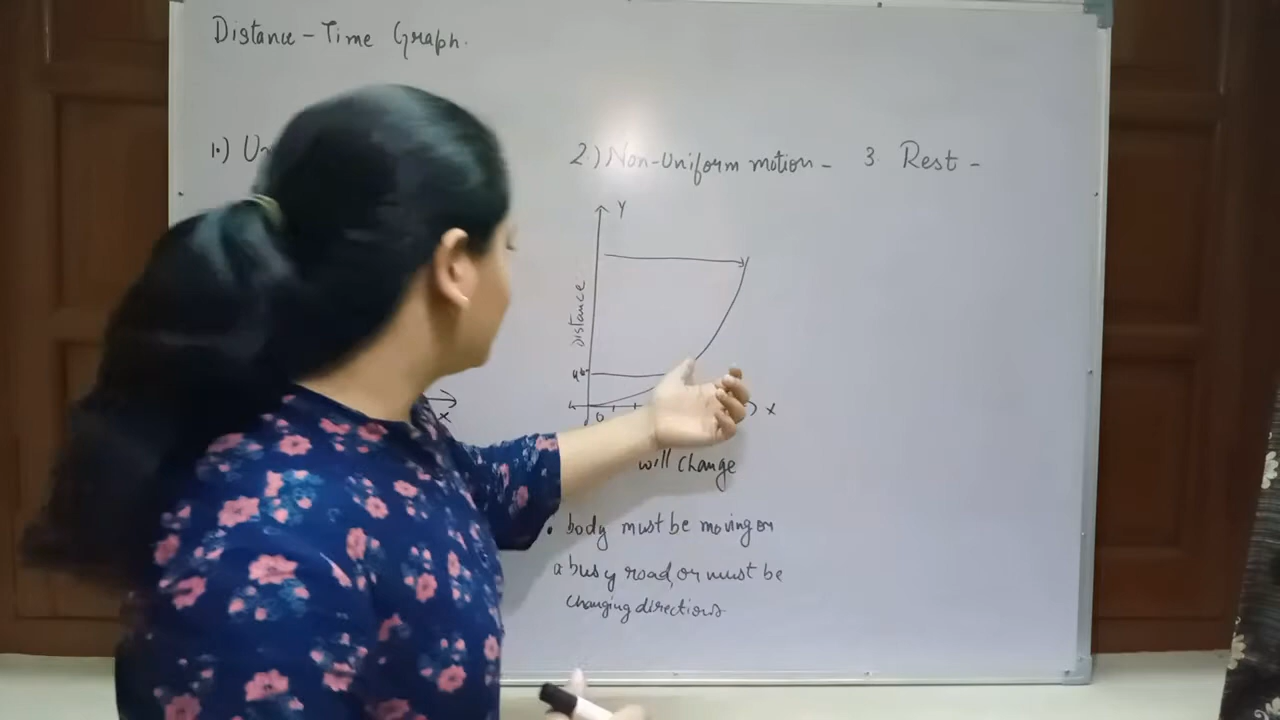 Distance - Time Graph.
1.)
2.) Non-Uniform motion -
3. Rest -
Y
distance
X
0
X
will change
• body must be moving on
a busy road, or must be
changing directions